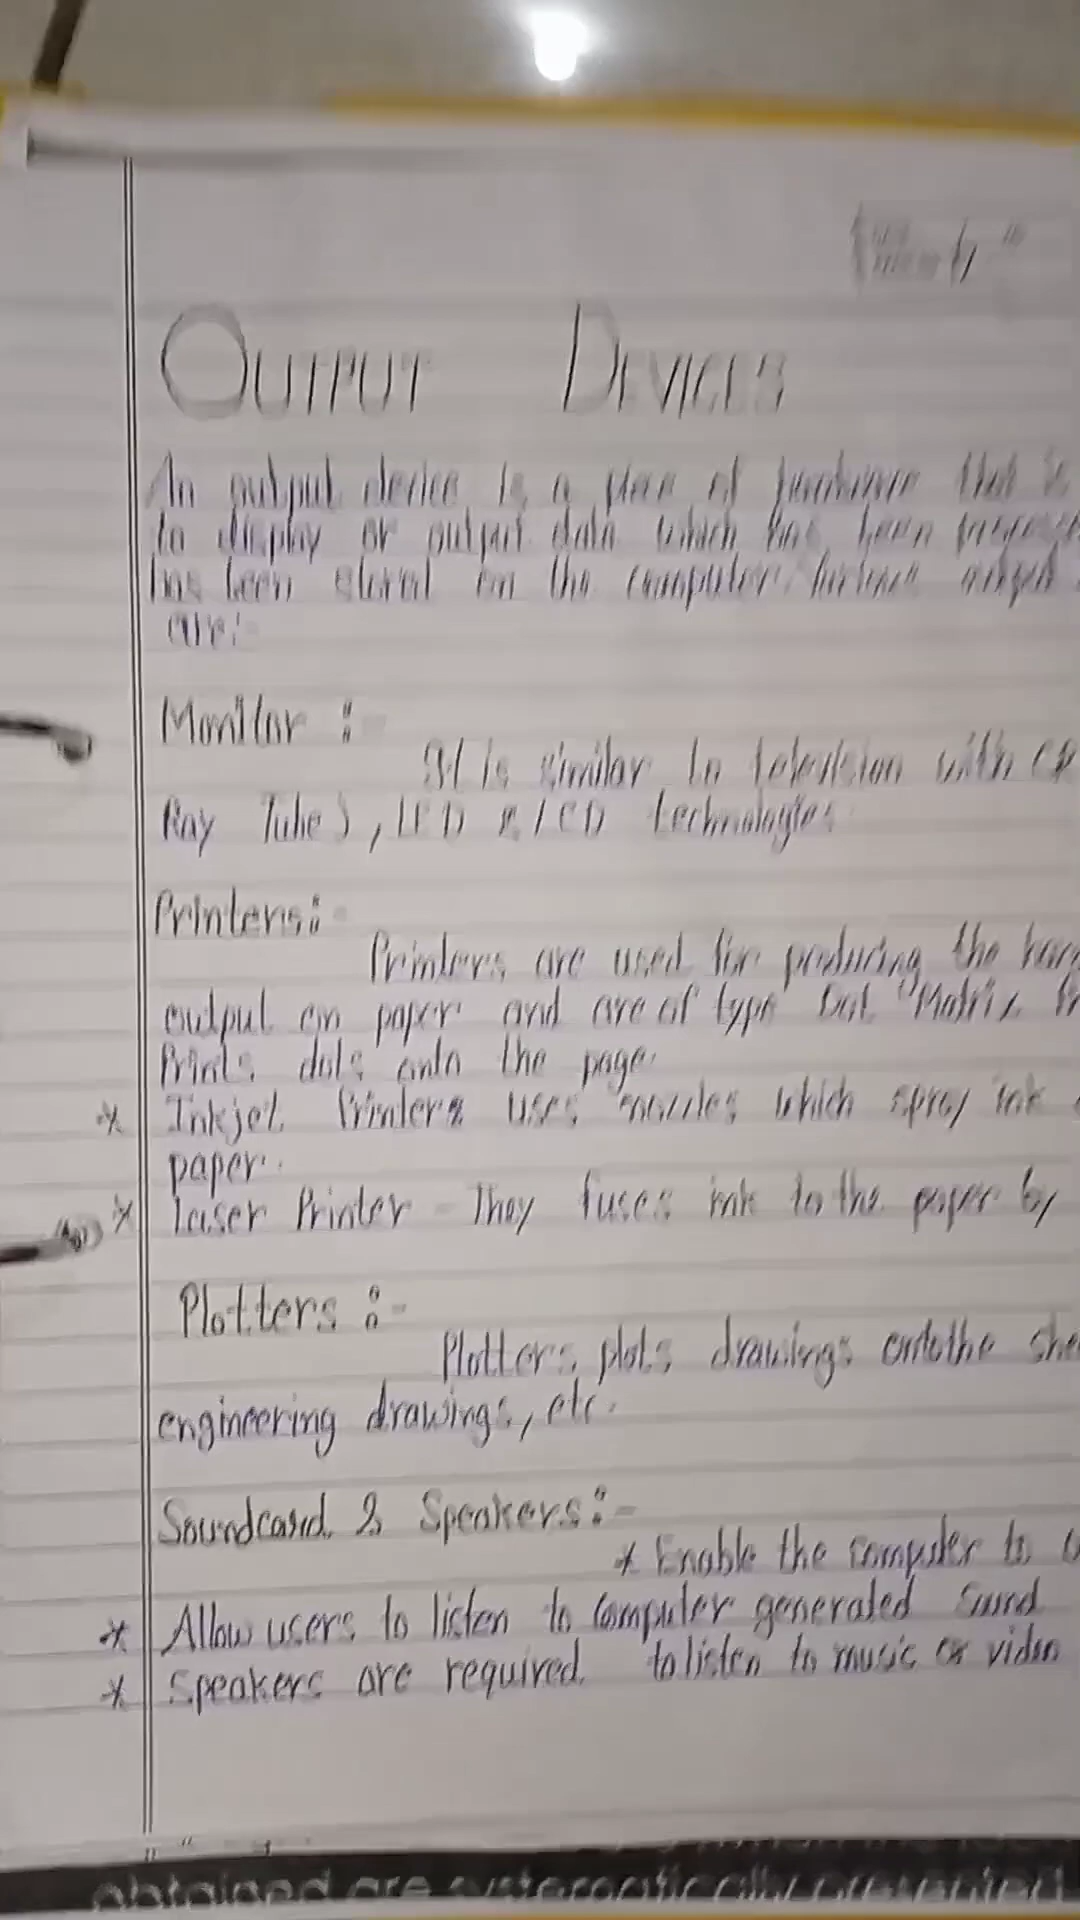 OUTPUT DEVICES
An output device is a piece of hardware that is
to display or output data which has been
has been stored on the computer. output
are:-
Monitor :-
It is similar to television with
Ray Tube), LED & LCD technologies.
Printers:-
Printers are used for producing the
output on paper and are of type Dot Matrix
Prints dots onto the page.
* Inkjet Printers uses nozzles which spray ink
paper.
* Laser Printer - They fuses ink to the paper by
Plotters :-
Plotters plots drawings onto the
engineering drawings, etc.
Soundcard & Speakers:-
* Enable the computer to
* Allow users to listen to computer generated sound
* Speakers are required to listen to music or video
obtained are systematically presented